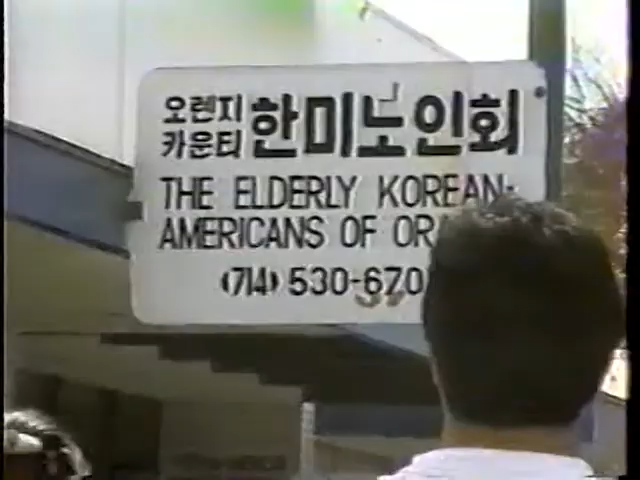 오렌지
카운티 한미노인회
THE ELDERLY KOREAN-
AMERICANS OF
(714) 530-670